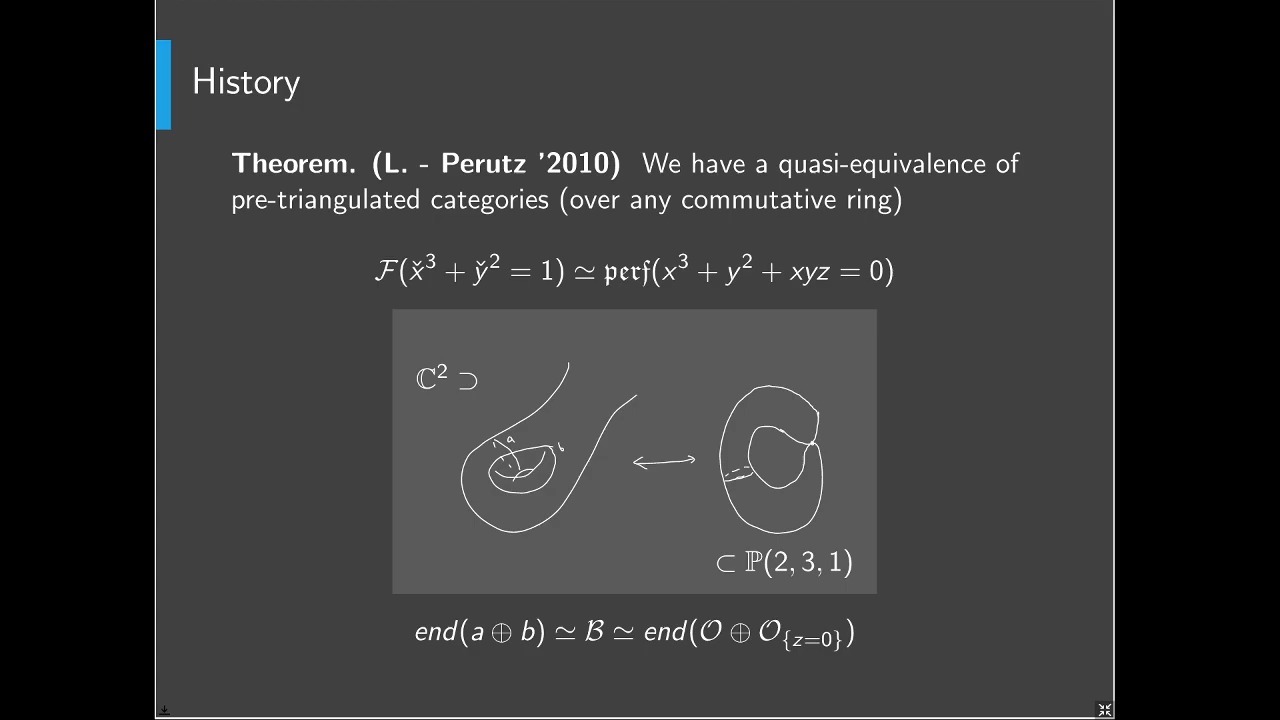 History
Theorem. (L. - Perutz '2010) We have a quasi-equivalence of
pre-triangulated categories (over any commutative ring)
ℱ(x̌³ + y̌² = 1) ≃ 𝔭𝔢𝔯𝔣(x³ + y² + xyz = 0)
ℂ² ⊃
a
b
⊂ ℙ(2, 3, 1)
end(a ⊕ b) ≃ ℬ ≃ end(𝒪 ⊕ 𝒪_{z=0})